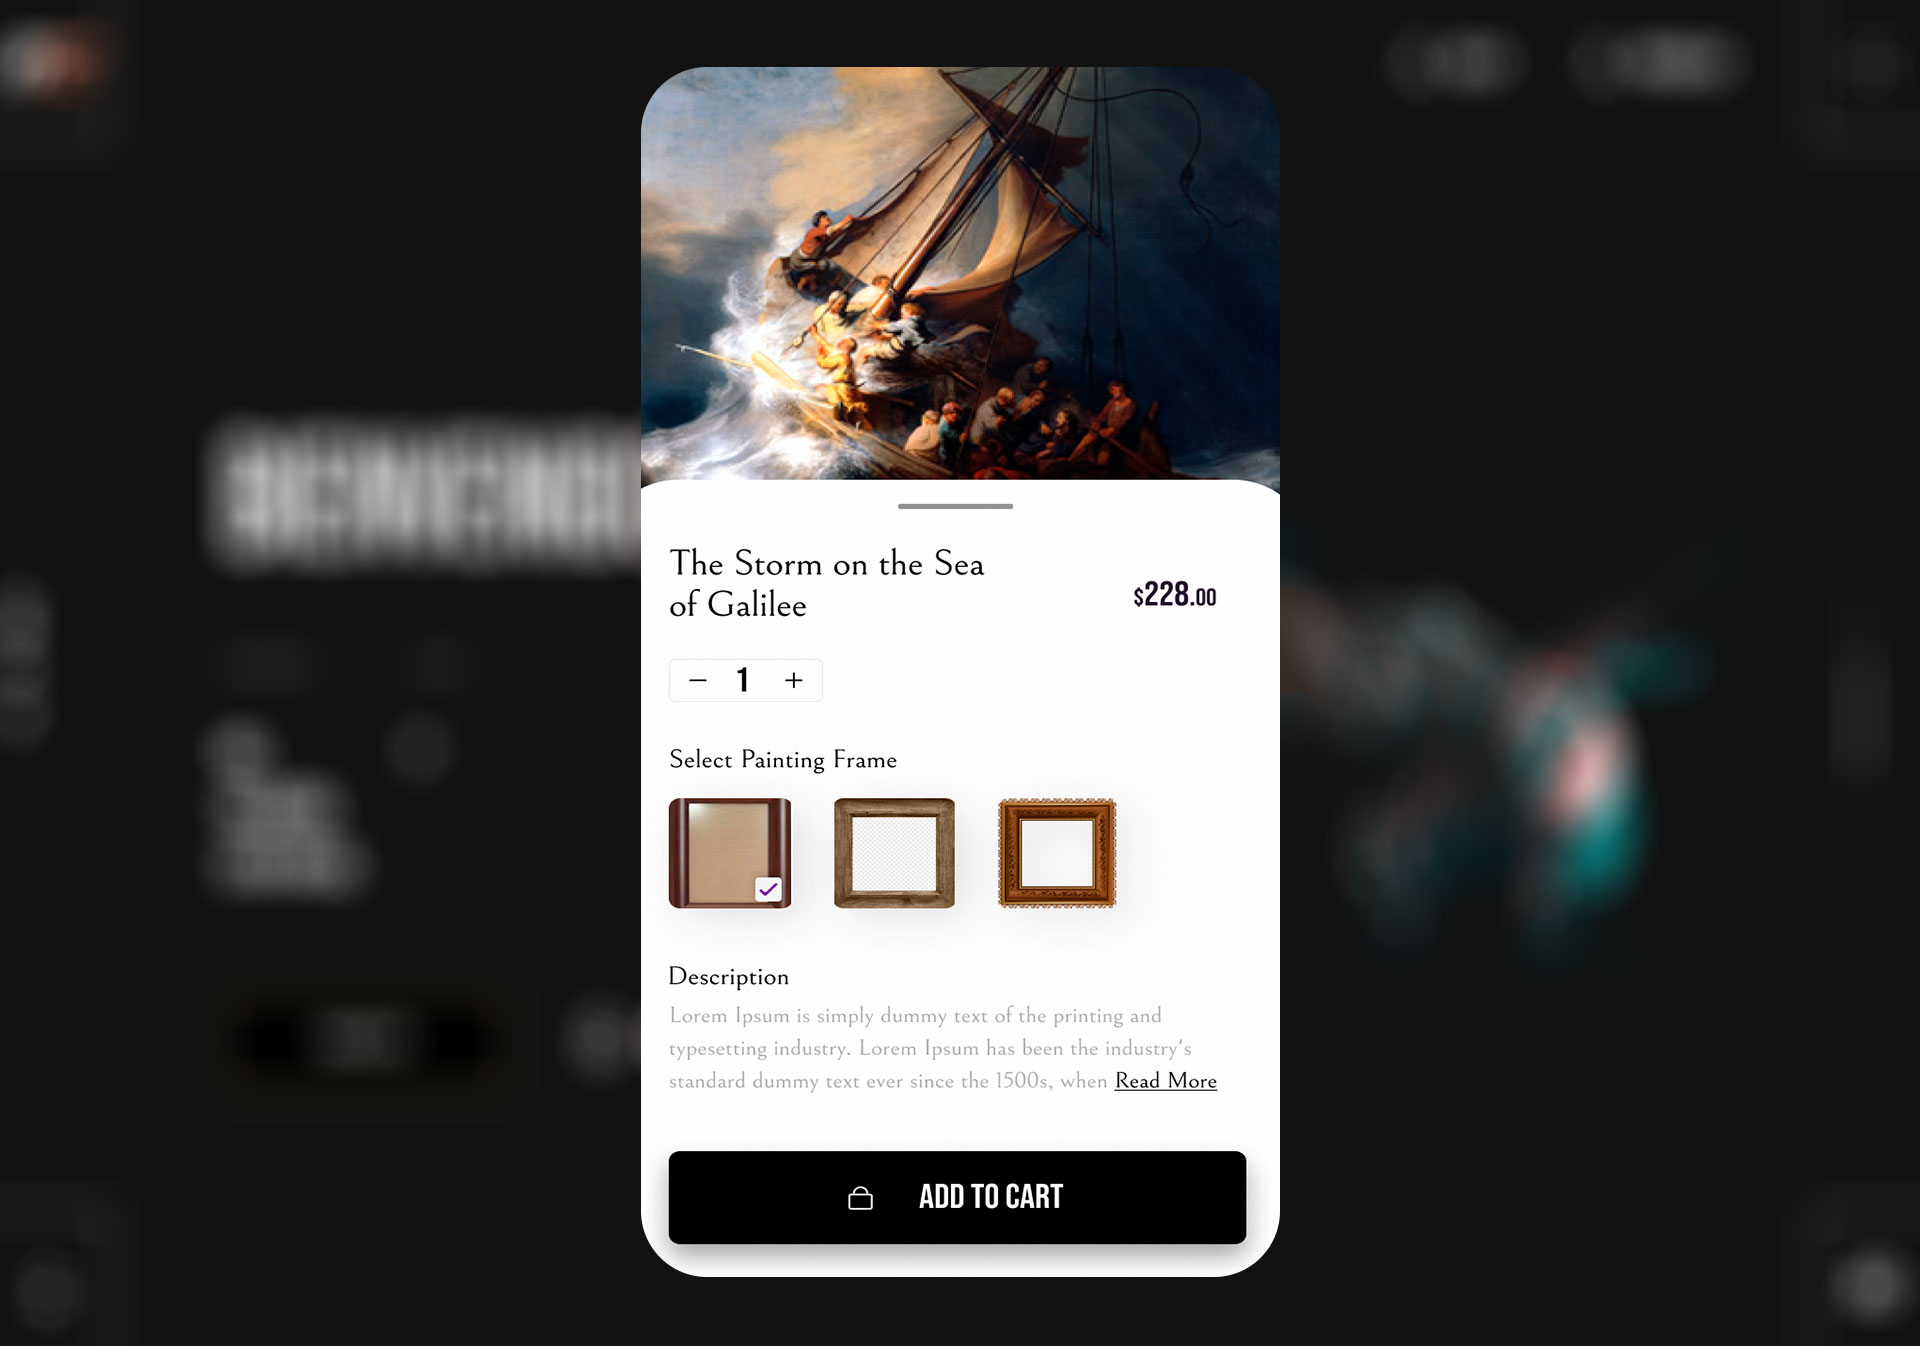 The Storm on the Sea
of Galilee
$228.00
− 1 +
Select Painting Frame
Description
Lorem Ipsum is simply dummy text of the printing and
typesetting industry. Lorem Ipsum has been the industry's
standard dummy text ever since the 1500s, when Read More
ADD TO CART